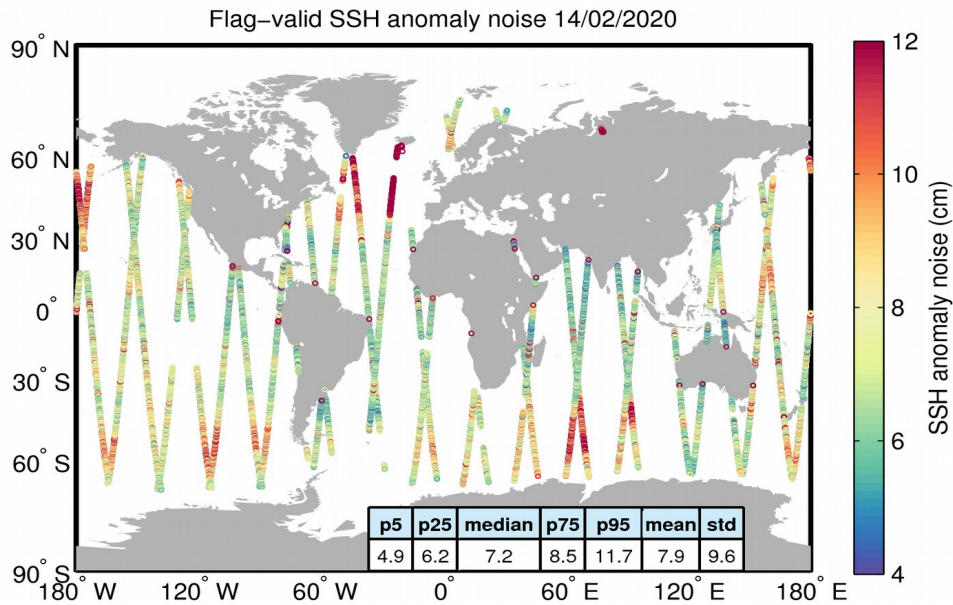 Flag−valid SSH anomaly noise 14/02/2020
90° N
60° N
30° N
0°
30° S
60° S
90° S
180° W
120° W
60° W
0°
60° E
120° E
180° E
p5 p25 median p75 p95 mean std
4.9 6.2 7.2 8.5 11.7 7.9 9.6
12
10
8
6
4
SSH anomaly noise (cm)